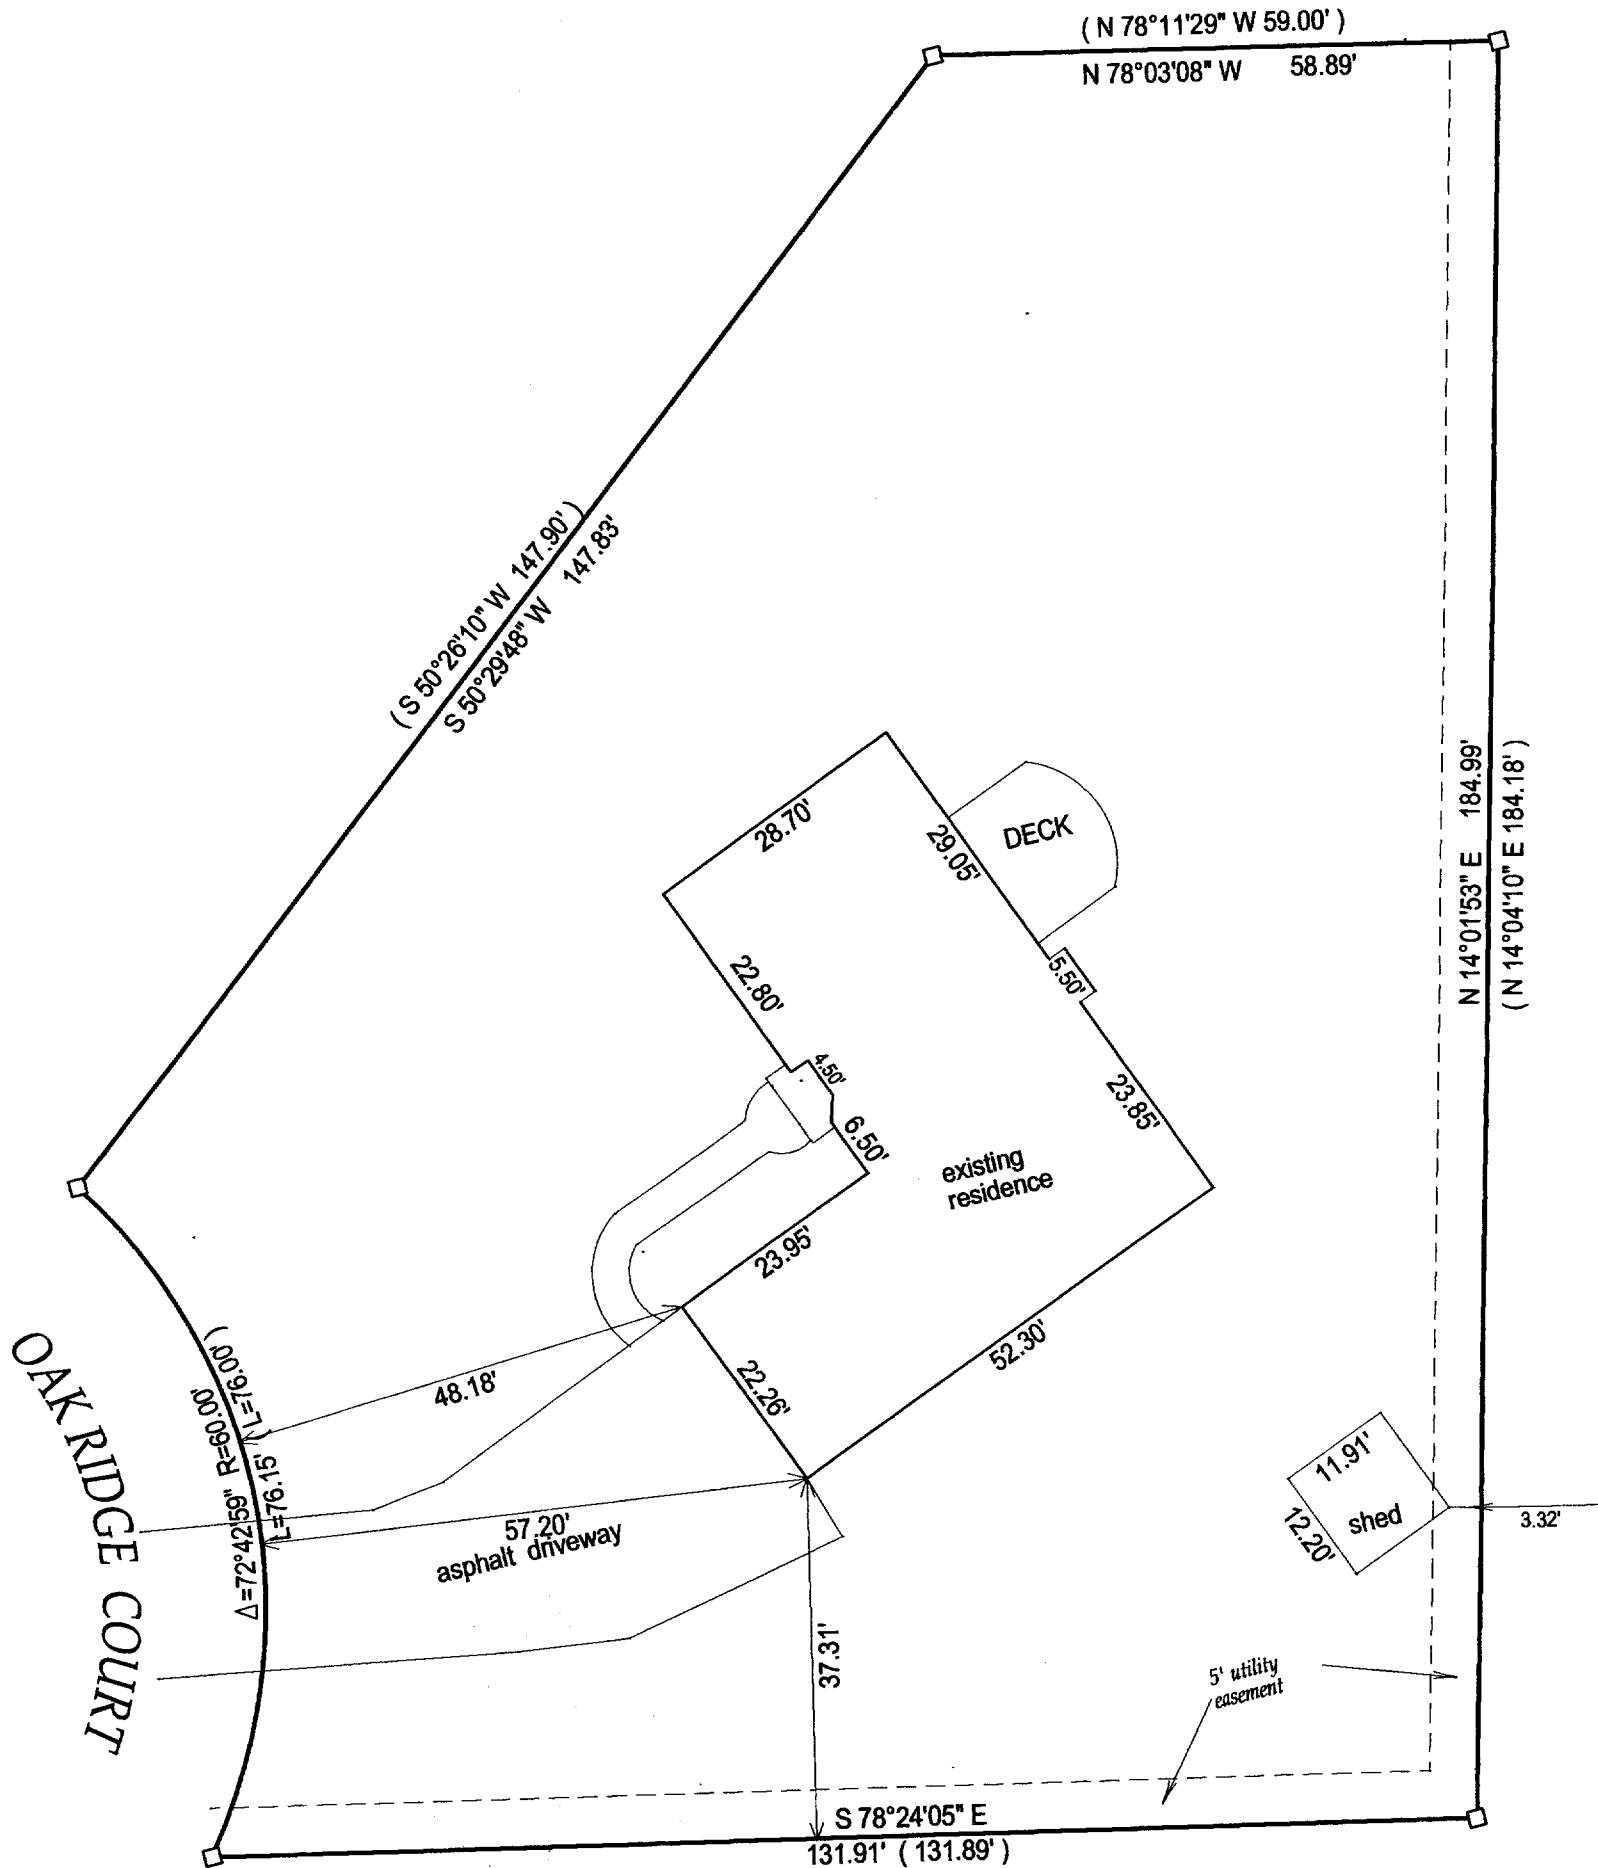 ( N 78°11'29" W 59.00' )
N 78°03'08" W 58.89'
( S 50°26'10" W 147.90' )
S 50°29'48" W 147.83'
N 14°01'53" E 184.99'
( N 14°04'10" E 184.18' )
28.70'
29.05'
DECK
22.80'
5.50'
4.50'
6.50'
23.85'
existing
residence
23.95'
52.30'
22.26'
48.18'
57.20'
asphalt driveway
Δ=72°42'59" R=60.00'
L=76.15' ( L=76.00' )
OAK RIDGE COURT
11.91'
12.20'
shed
3.32'
37.31'
5' utility
easement
S 78°24'05" E
131.91' ( 131.89' )